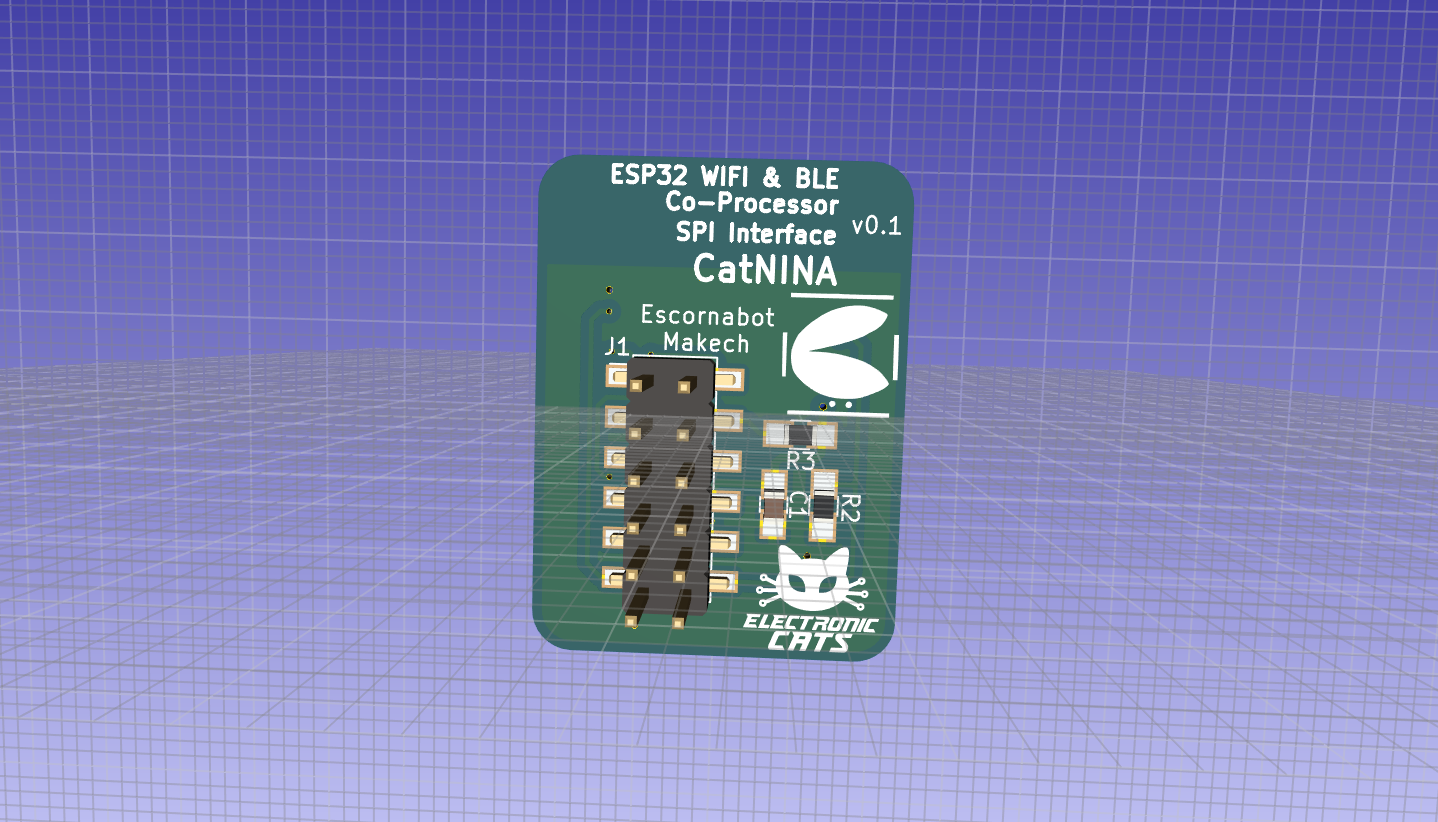 ESP32 WIFI & BLE
Co-Processor
SPI Interface
v0.1
CatNINA
Escornabot
Makech
J1
R3
C1
R2
ELECTRONIC
CATS